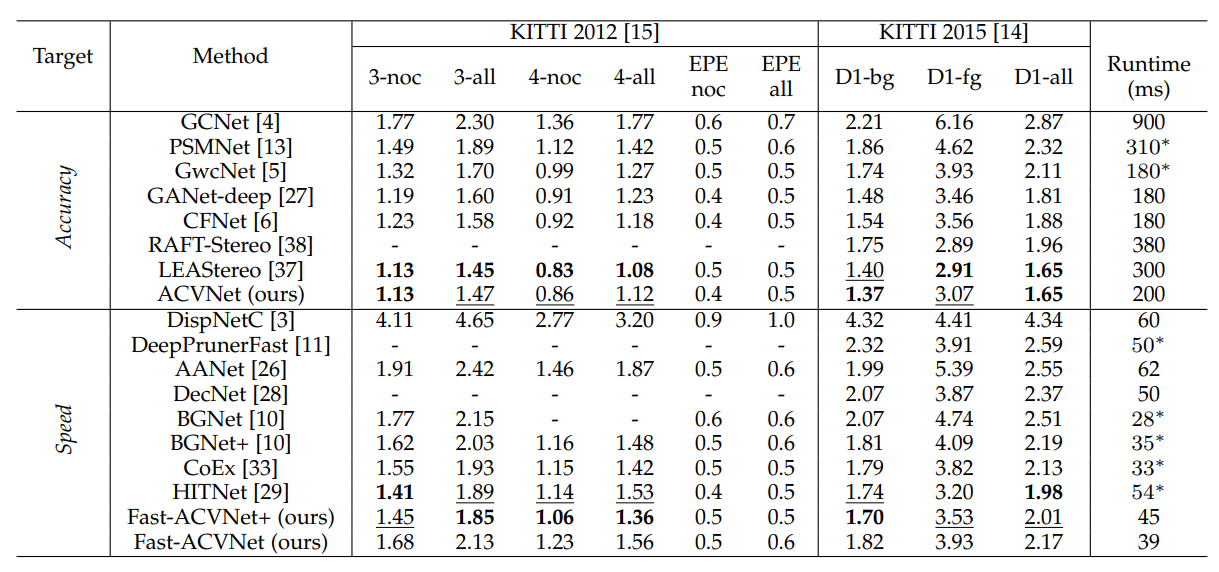 Target Method KITTI 2012 [15] KITTI 2015 [14] Runtime (ms)
3-noc 3-all 4-noc 4-all EPE noc EPE all D1-bg D1-fg D1-all
Accuracy
GCNet [4] 1.77 2.30 1.36 1.77 0.6 0.7 2.21 6.16 2.87 900
PSMNet [13] 1.49 1.89 1.12 1.42 0.5 0.6 1.86 4.62 2.32 310*
GwcNet [5] 1.32 1.70 0.99 1.27 0.5 0.5 1.74 3.93 2.11 180*
GANet-deep [27] 1.19 1.60 0.91 1.23 0.4 0.5 1.48 3.46 1.81 180
CFNet [6] 1.23 1.58 0.92 1.18 0.4 0.5 1.54 3.56 1.88 180
RAFT-Stereo [38] - - - - - - 1.75 2.89 1.96 380
LEAStereo [37] 1.13 1.45 0.83 1.08 0.5 0.5 1.40 2.91 1.65 300
ACVNet (ours) 1.13 1.47 0.86 1.12 0.4 0.5 1.37 3.07 1.65 200
Speed
DispNetC [3] 4.11 4.65 2.77 3.20 0.9 1.0 4.32 4.41 4.34 60
DeepPrunerFast [11] - - - - - - 2.32 3.91 2.59 50*
AANet [26] 1.91 2.42 1.46 1.87 0.5 0.6 1.99 5.39 2.55 62
DecNet [28] - - - - - - 2.07 3.87 2.37 50
BGNet [10] 1.77 2.15 - - 0.6 0.6 2.07 4.74 2.51 28*
BGNet+ [10] 1.62 2.03 1.16 1.48 0.5 0.6 1.81 4.09 2.19 35*
CoEx [33] 1.55 1.93 1.15 1.42 0.5 0.5 1.79 3.82 2.13 33*
HITNet [29] 1.41 1.89 1.14 1.53 0.4 0.5 1.74 3.20 1.98 54*
Fast-ACVNet+ (ours) 1.45 1.85 1.06 1.36 0.5 0.5 1.70 3.53 2.01 45
Fast-ACVNet (ours) 1.68 2.13 1.23 1.56 0.5 0.6 1.82 3.93 2.17 39